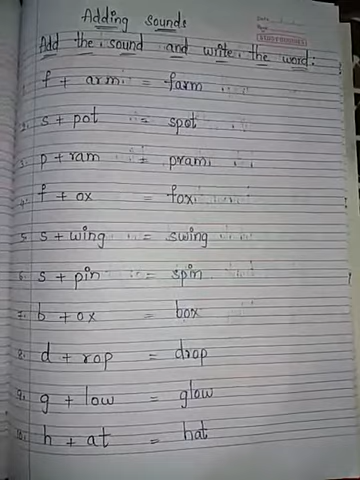 Adding Sounds
Add the sound and write the word:
f + arm = farm
2. s + pot = spot
3. p + ram = pram
4. f + ox = fox
5. s + wing = swing
6. s + pin = spin
7. b + ox = box
8. d + rop = drop
9. g + low = glow
10. h + at = hat